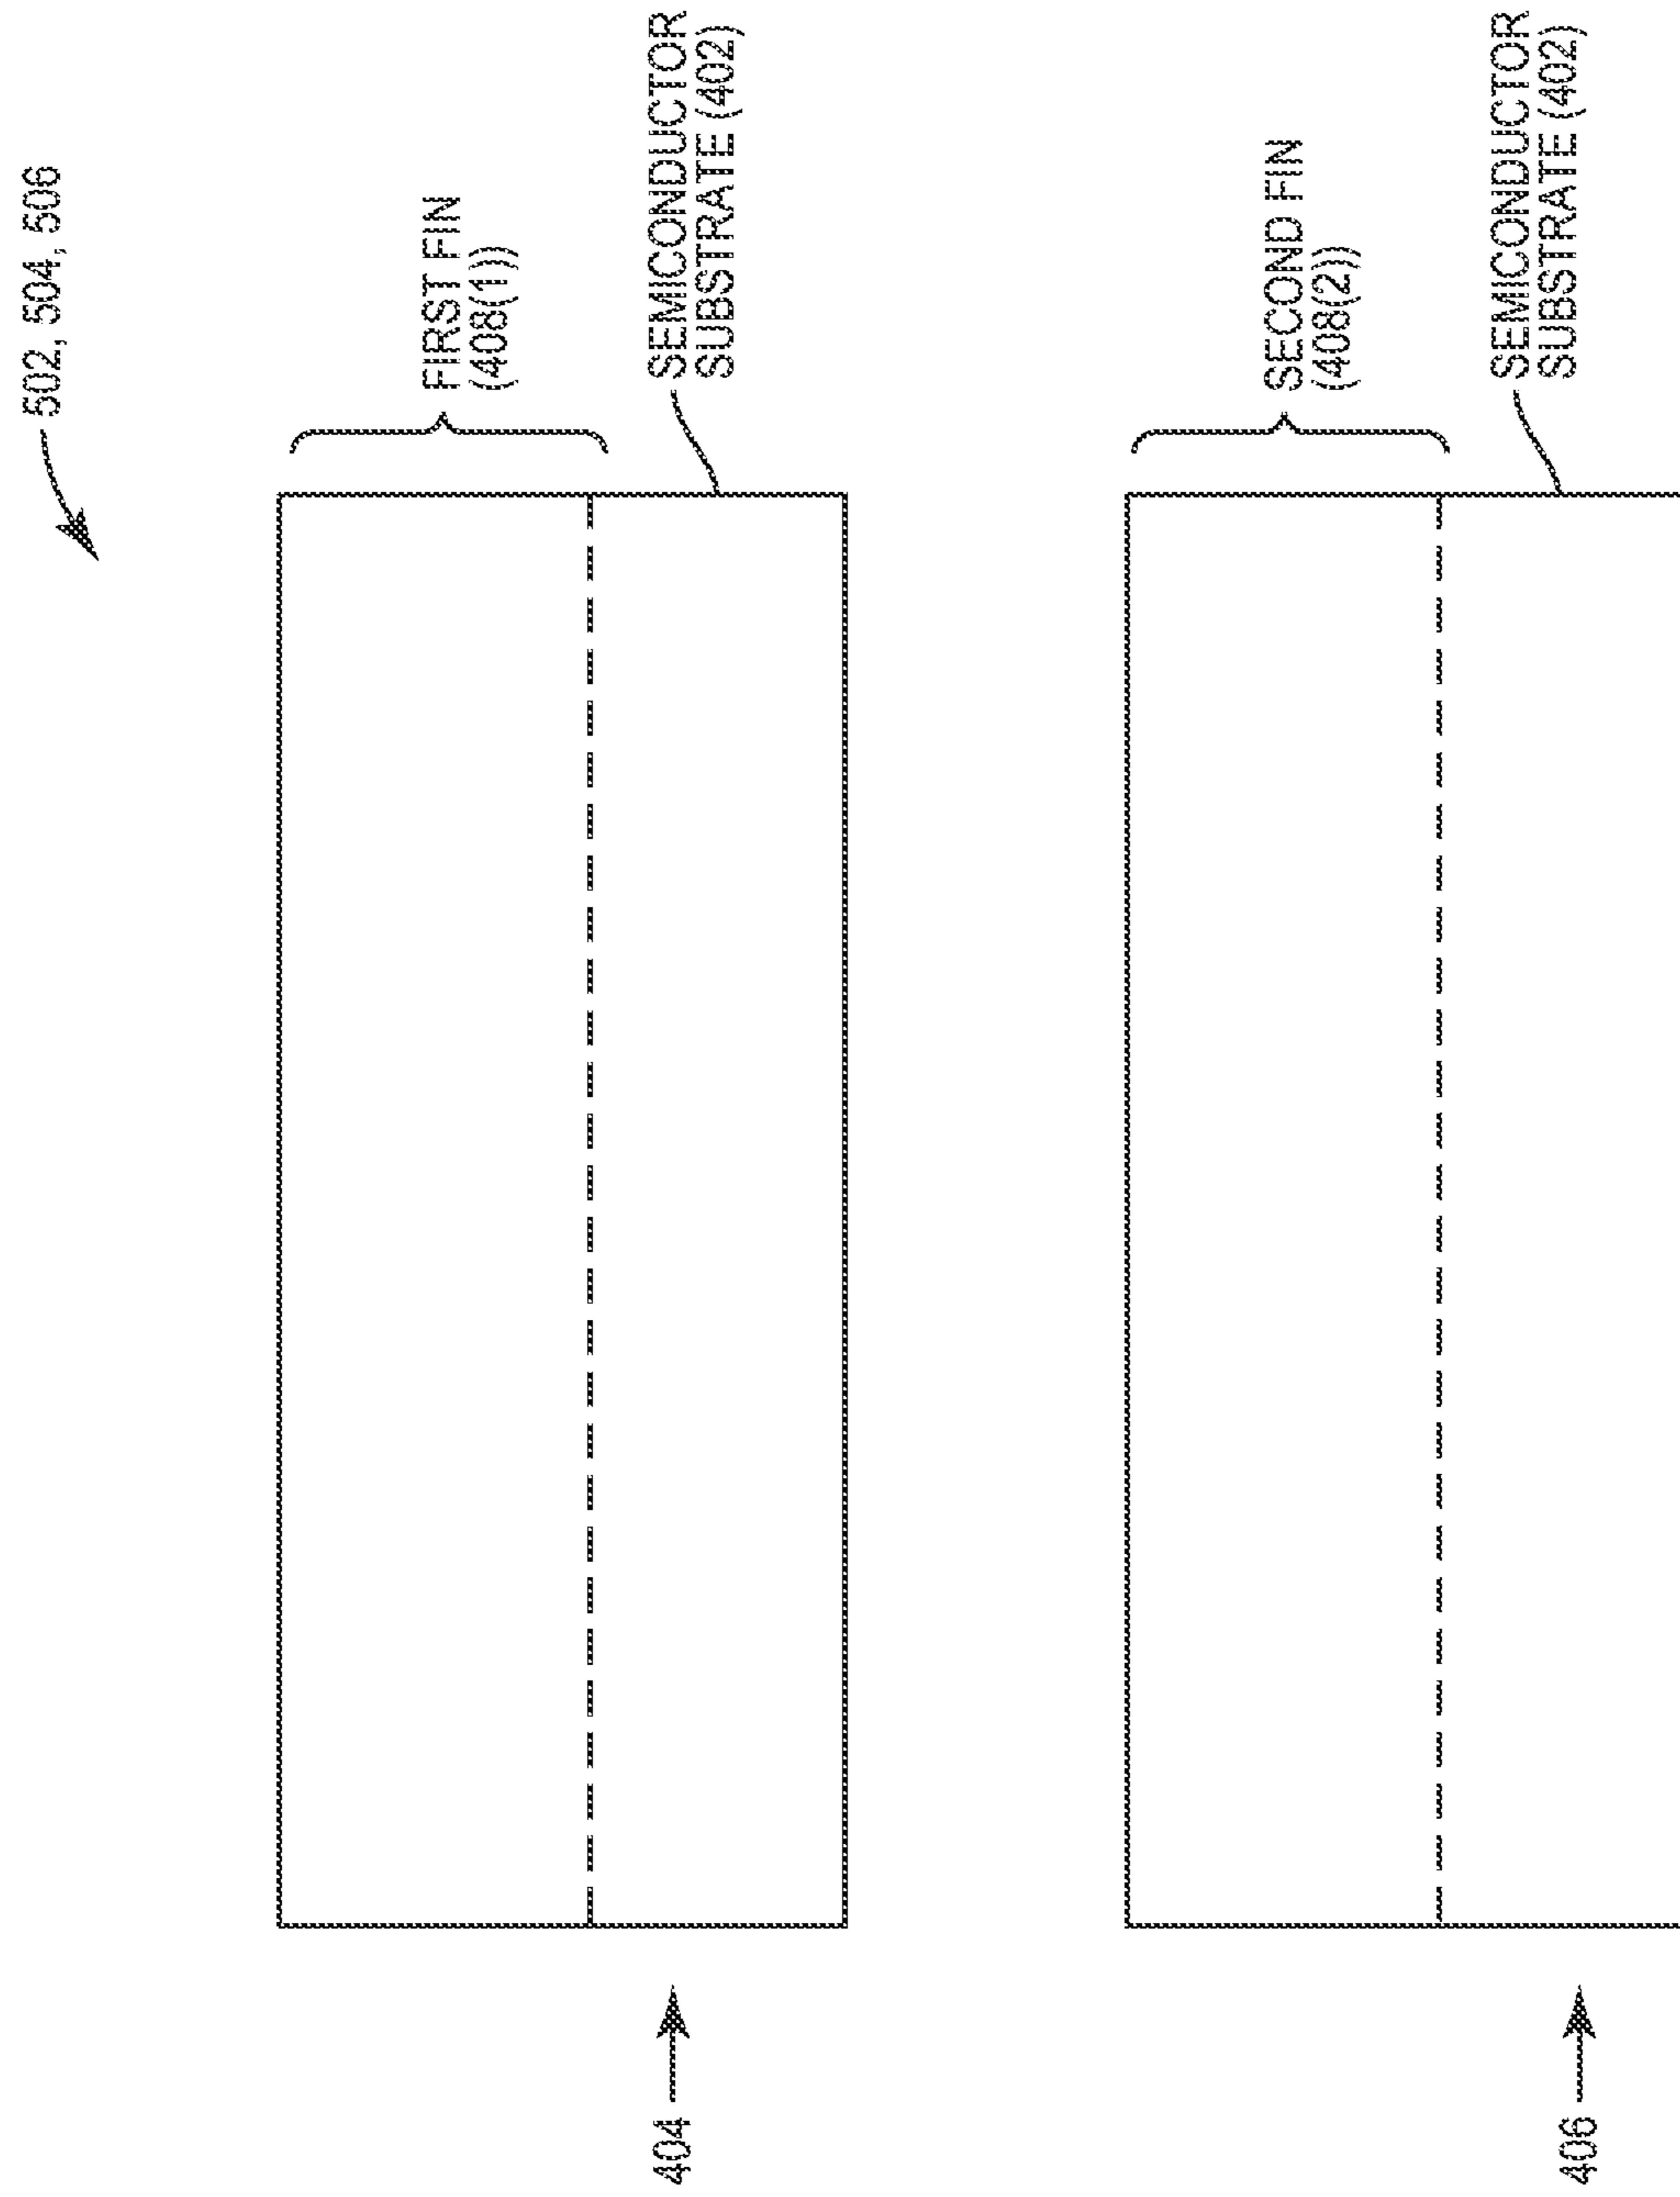 502, 504, 506
FIRST FIN
(408(1))
SEMICONDUCTOR
SUBSTRATE (402)
404
SECOND FIN
(408(2))
SEMICONDUCTOR
SUBSTRATE (402)
406